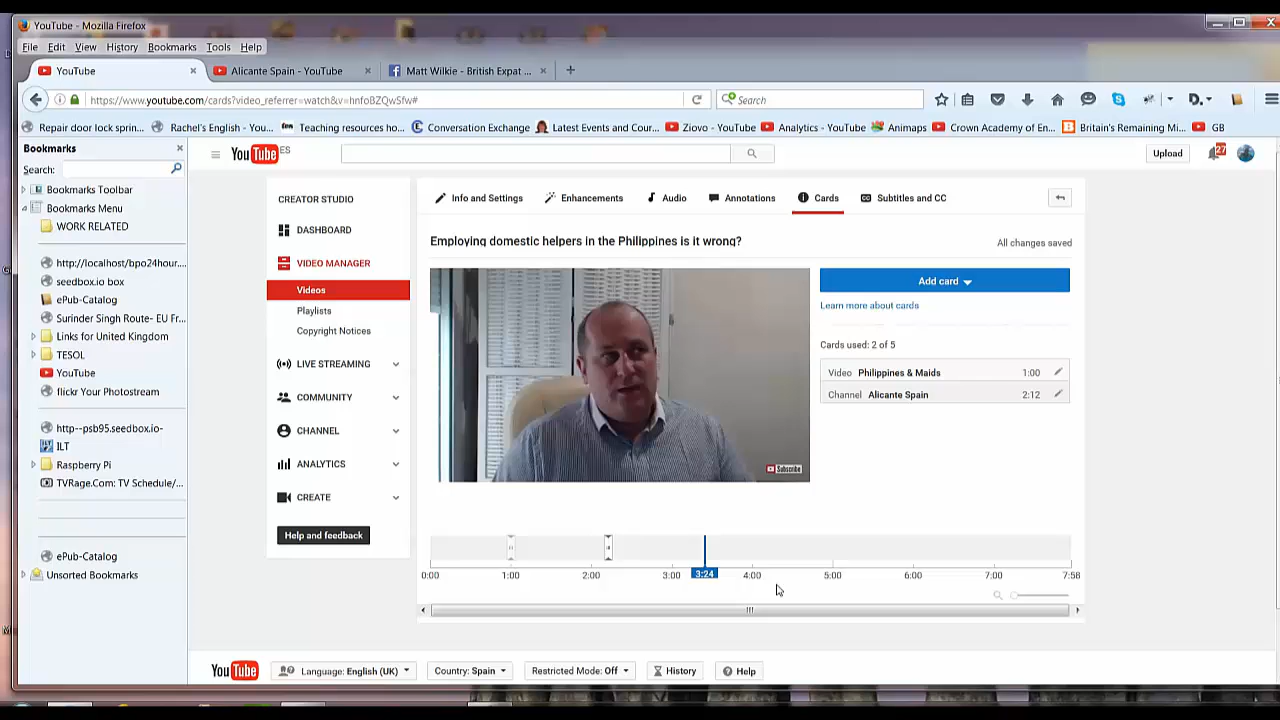 YouTube - Mozilla Firefox
File Edit View History Bookmarks Tools Help
YouTube
Alicante Spain - YouTube
Matt Wilkie - British Expat ...
https://www.youtube.com/cards?video_referrer=watch&v=hnfoBZQwSfw#
Search
Repair door lock sprin...
Rachel's English - You...
Teaching resources ho...
Conversation Exchange
Latest Events and Cour...
Ziovo - YouTube
Analytics - YouTube
Animaps
Crown Academy of En...
Britain's Remaining Mi...
GB
Bookmarks
Search:
Bookmarks Toolbar
Bookmarks Menu
WORK RELATED
http://localhost/bpo24hour....
seedbox.io box
ePub-Catalog
Surinder Singh Route- EU Fr...
Links for United Kingdom
TESOL
YouTube
flickr Your Photostream
http--psb95.seedbox.io-
ILT
Raspberry Pi
TVRage.Com: TV Schedule/...
ePub-Catalog
Unsorted Bookmarks
YouTube ES
Upload
27
CREATOR STUDIO
DASHBOARD
VIDEO MANAGER
Videos
Playlists
Copyright Notices
LIVE STREAMING
COMMUNITY
CHANNEL
ANALYTICS
CREATE
Help and feedback
Info and Settings
Enhancements
Audio
Annotations
Cards
Subtitles and CC
Employing domestic helpers in the Philippines is it wrong?
All changes saved
Subscribe
Add card
Learn more about cards
Cards used: 2 of 5
Video Philippines & Maids 1:00
Channel Alicante Spain 2:12
0:00 1:00 2:00 3:00 3:24 4:00 5:00 6:00 7:00 7:58
YouTube
Language: English (UK)
Country: Spain
Restricted Mode: Off
History
Help